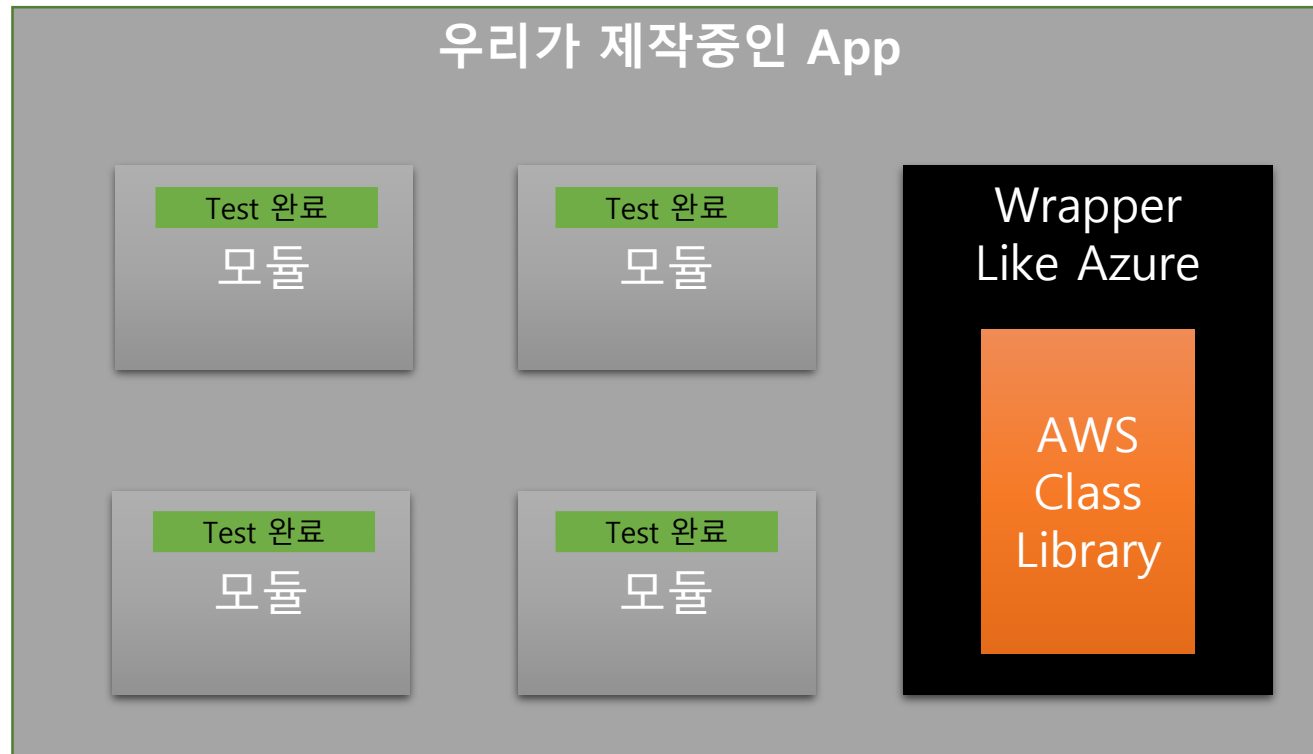 우리가 제작중인 App
Test 완료
모듈
Test 완료
모듈
Wrapper
Like Azure
AWS
Class
Library
Test 완료
모듈
Test 완료
모듈